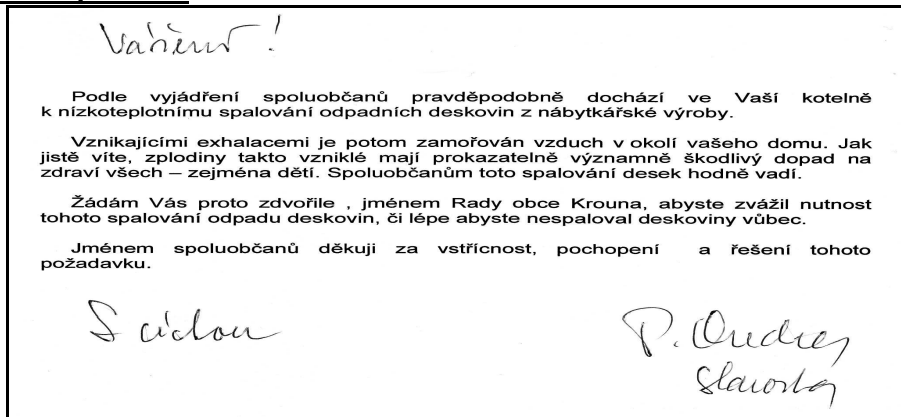 Vážení !
Podle vyjádření spoluobčanů pravděpodobně dochází ve Vaší kotelně
k nízkoteplotnímu spalování odpadních deskovin z nábytkářské výroby.
Vznikajícími exhalacemi je potom zamořován vzduch v okolí vašeho domu. Jak
jistě víte, zplodiny takto vzniklé mají prokazatelně významně škodlivý dopad na
zdraví všech – zejména dětí. Spoluobčanům toto spalování desek hodně vadí.
Žádám Vás proto zdvořile , jménem Rady obce Krouna, abyste zvážil nutnost
tohoto spalování odpadu deskovin, či lépe abyste nespaloval deskoviny vůbec.
Jménem spoluobčanů děkuji za vstřícnost, pochopení a řešení tohoto
požadavku.
S úctou
P. Ondrej
starosta